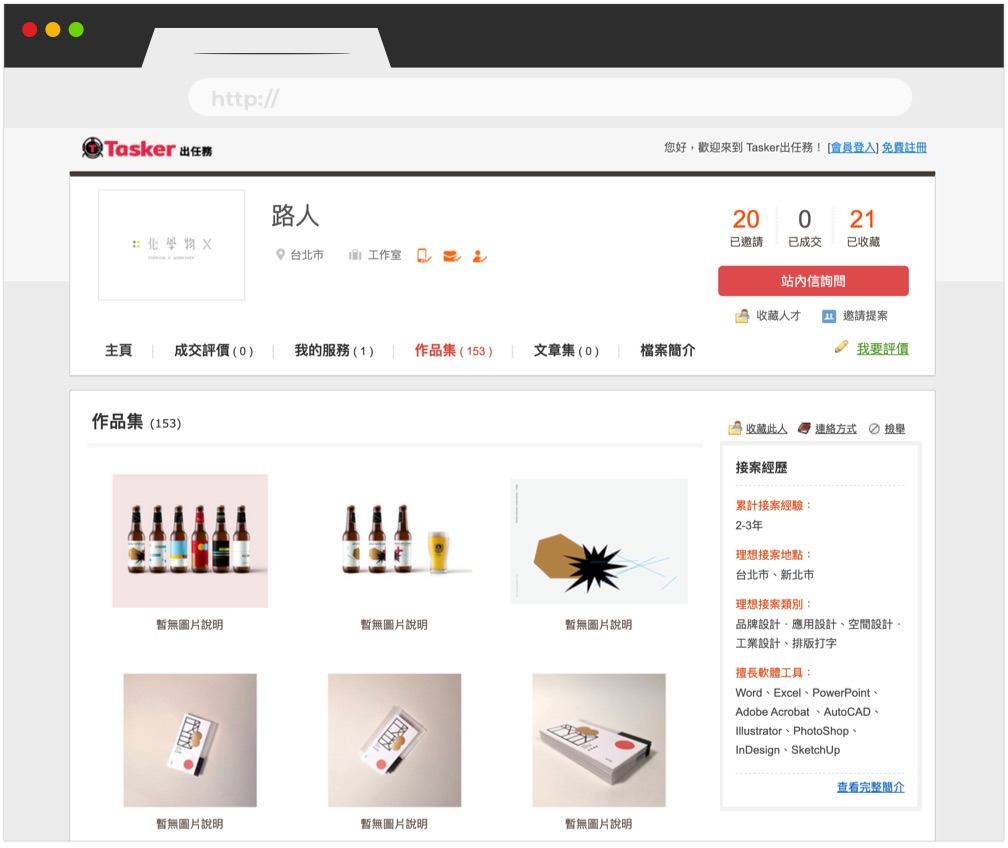 http://
Tasker 出任務
您好，歡迎來到 Tasker出任務！ [會員登入] 免費註冊
化學物 X
路人
台北市 工作室
20 0 21
已邀請 已成交 已收藏
站內信詢問
收藏人才 邀請提案
主頁 成交評價 ( 0 ) 我的服務 ( 1 ) 作品集 ( 153 ) 文章集 ( 0 ) 檔案簡介
我要評價
作品集 (153)
暫無圖片說明 暫無圖片說明 暫無圖片說明
暫無圖片說明 暫無圖片說明 暫無圖片說明
收藏此人 連絡方式 檢舉
接案經歷
累計接案經驗：
2-3年
理想接案地點：
台北市、新北市
理想接案類別：
品牌設計．應用設計、空間設計．
工業設計、排版打字
擅長軟體工具：
Word、Excel、PowerPoint、
Adobe Acrobat 、AutoCAD、
Illustrator、PhotoShop、
InDesign、SketchUp
查看完整簡介